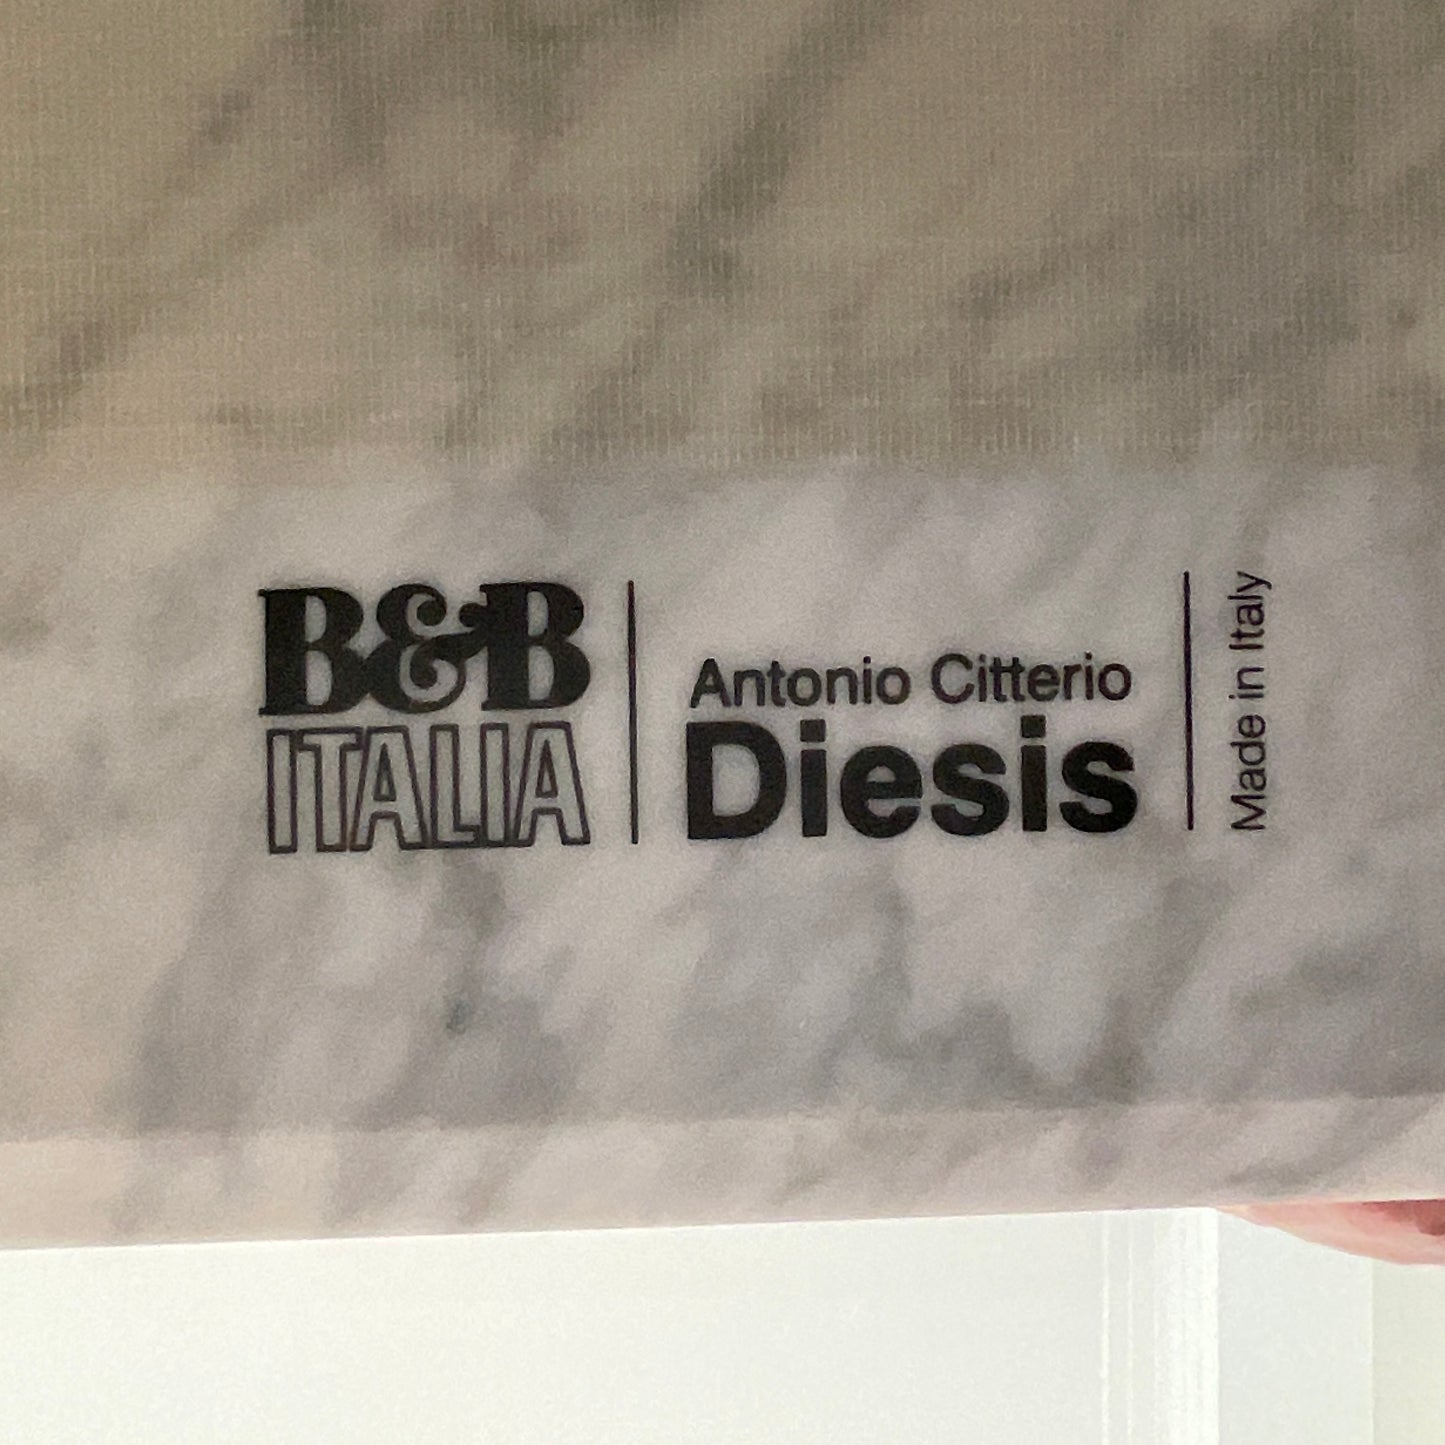 B&B
ITALIA
Antonio Citterio
Diesis
Made in Italy